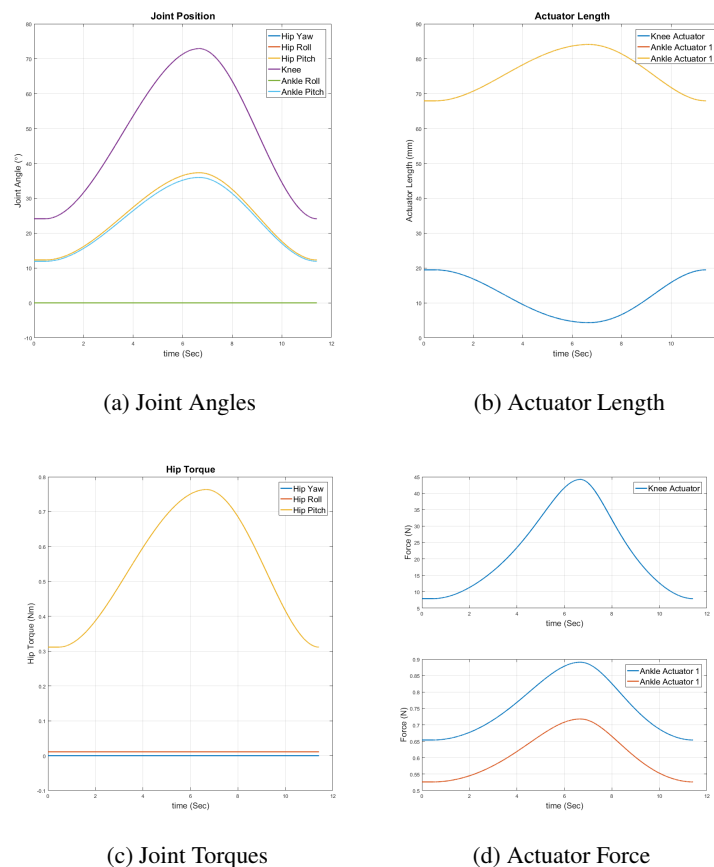 Joint Position
Hip Yaw
Hip Roll
Hip Pitch
Knee
Ankle Roll
Ankle Pitch
80
70
60
50
40
30
20
10
0
-10
Joint Angle (°)
0 2 4 6 8 10 12
time (Sec)
(a) Joint Angles
Actuator Length
Knee Actuator
Ankle Actuator 1
Ankle Actuator 1
90
80
70
60
50
40
30
20
10
0
Actuator Length (mm)
0 2 4 6 8 10
time (Sec)
(b) Actuator Length
Hip Torque
Hip Yaw
Hip Roll
Hip Pitch
0.8
0.7
0.6
0.5
0.4
0.3
0.2
0.1
0
-0.1
Hip Torque (Nm)
0 2 4 6 8 10 12
time (Sec)
(c) Joint Torques
Knee Actuator
45
40
35
30
25
20
15
10
5
Force (N)
0 2 4 6 8 10 12
time (Sec)
Ankle Actuator 1
Ankle Actuator 1
0.9
0.85
0.8
0.75
0.7
0.65
0.6
0.55
0.5
Force (N)
0 2 4 6 8 10 12
time (Sec)
(d) Actuator Force